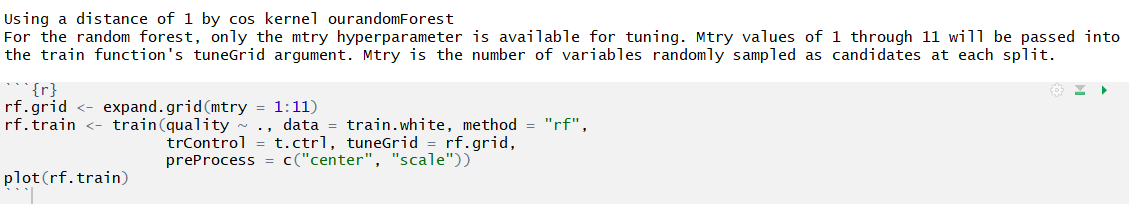 Using a distance of 1 by cos kernel ourandomForest
For the random forest, only the mtry hyperparameter is available for tuning. Mtry values of 1 through 11 will be passed into
the train function's tuneGrid argument. Mtry is the number of variables randomly sampled as candidates at each split.
```{r}
rf.grid <- expand.grid(mtry = 1:11)
rf.train <- train(quality ~ ., data = train.white, method = "rf",
                  trControl = t.ctrl, tuneGrid = rf.grid,
                  preProcess = c("center", "scale"))
plot(rf.train)
```